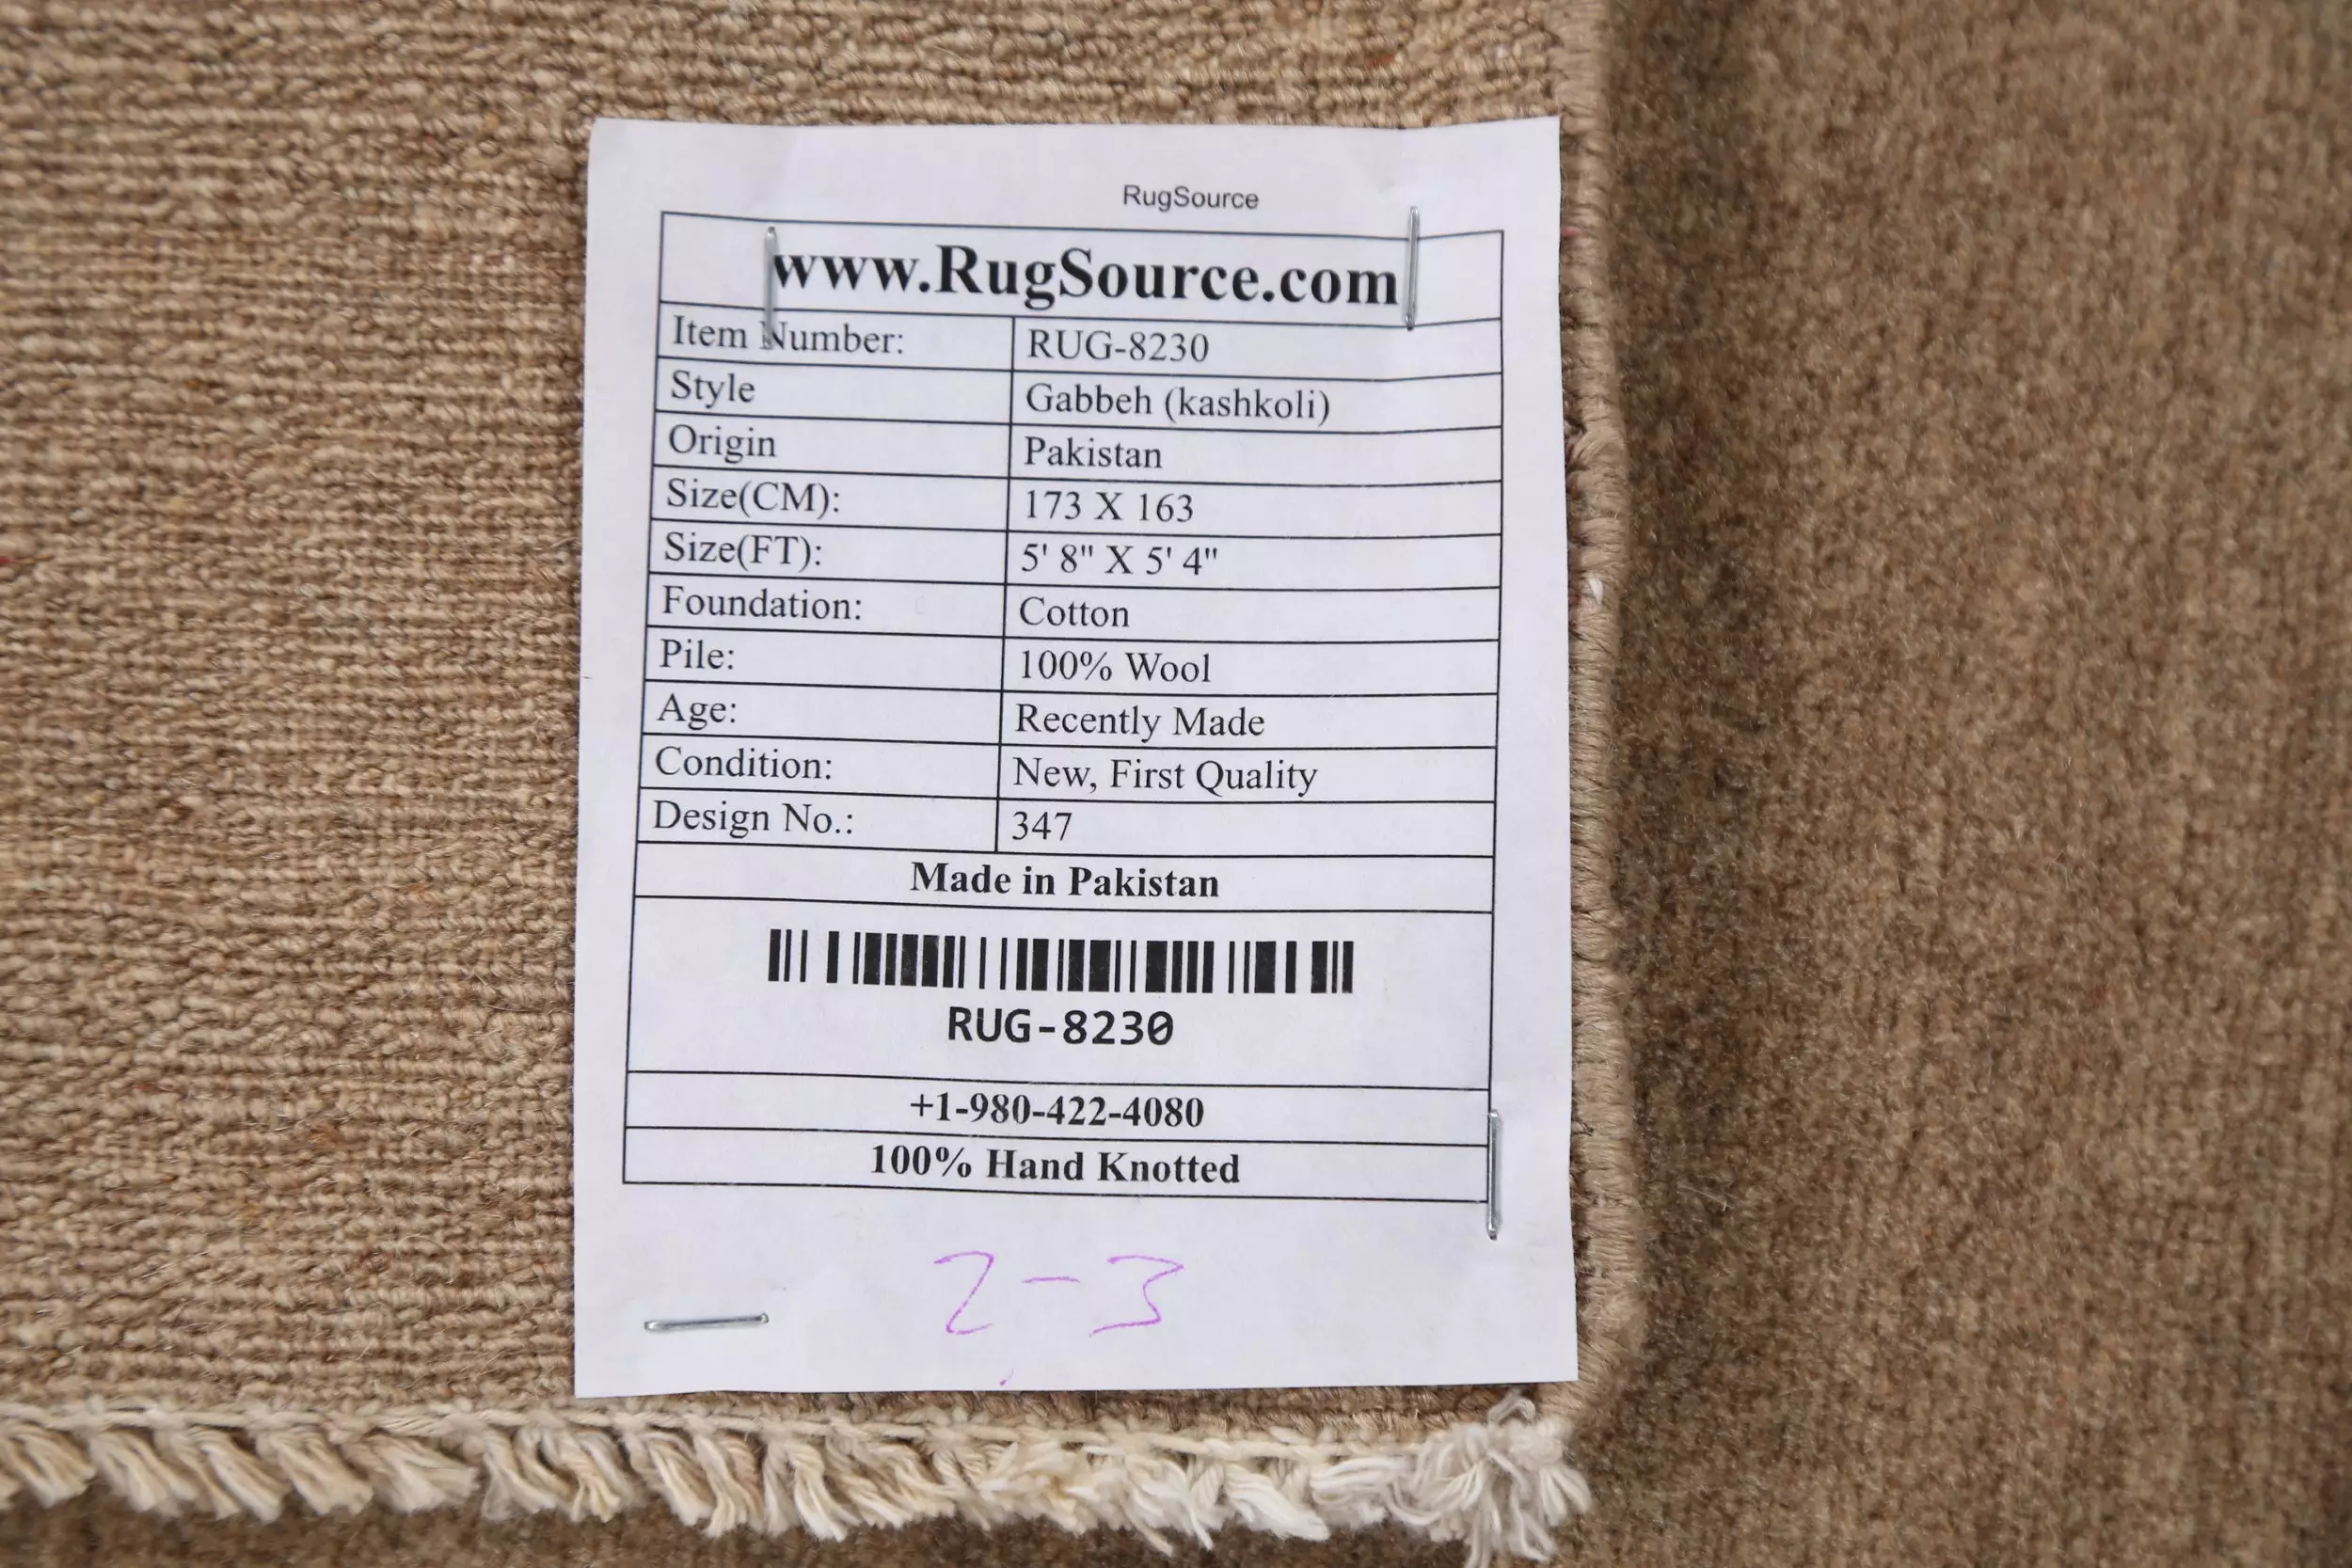 RugSource
www.RugSource.com
Item Number: RUG-8230
Style Gabbeh (kashkoli)
Origin Pakistan
Size(CM): 173 X 163
Size(FT): 5' 8" X 5' 4"
Foundation: Cotton
Pile: 100% Wool
Age: Recently Made
Condition: New, First Quality
Design No.: 347
Made in Pakistan
RUG-8230
+1-980-422-4080
100% Hand Knotted
2-3